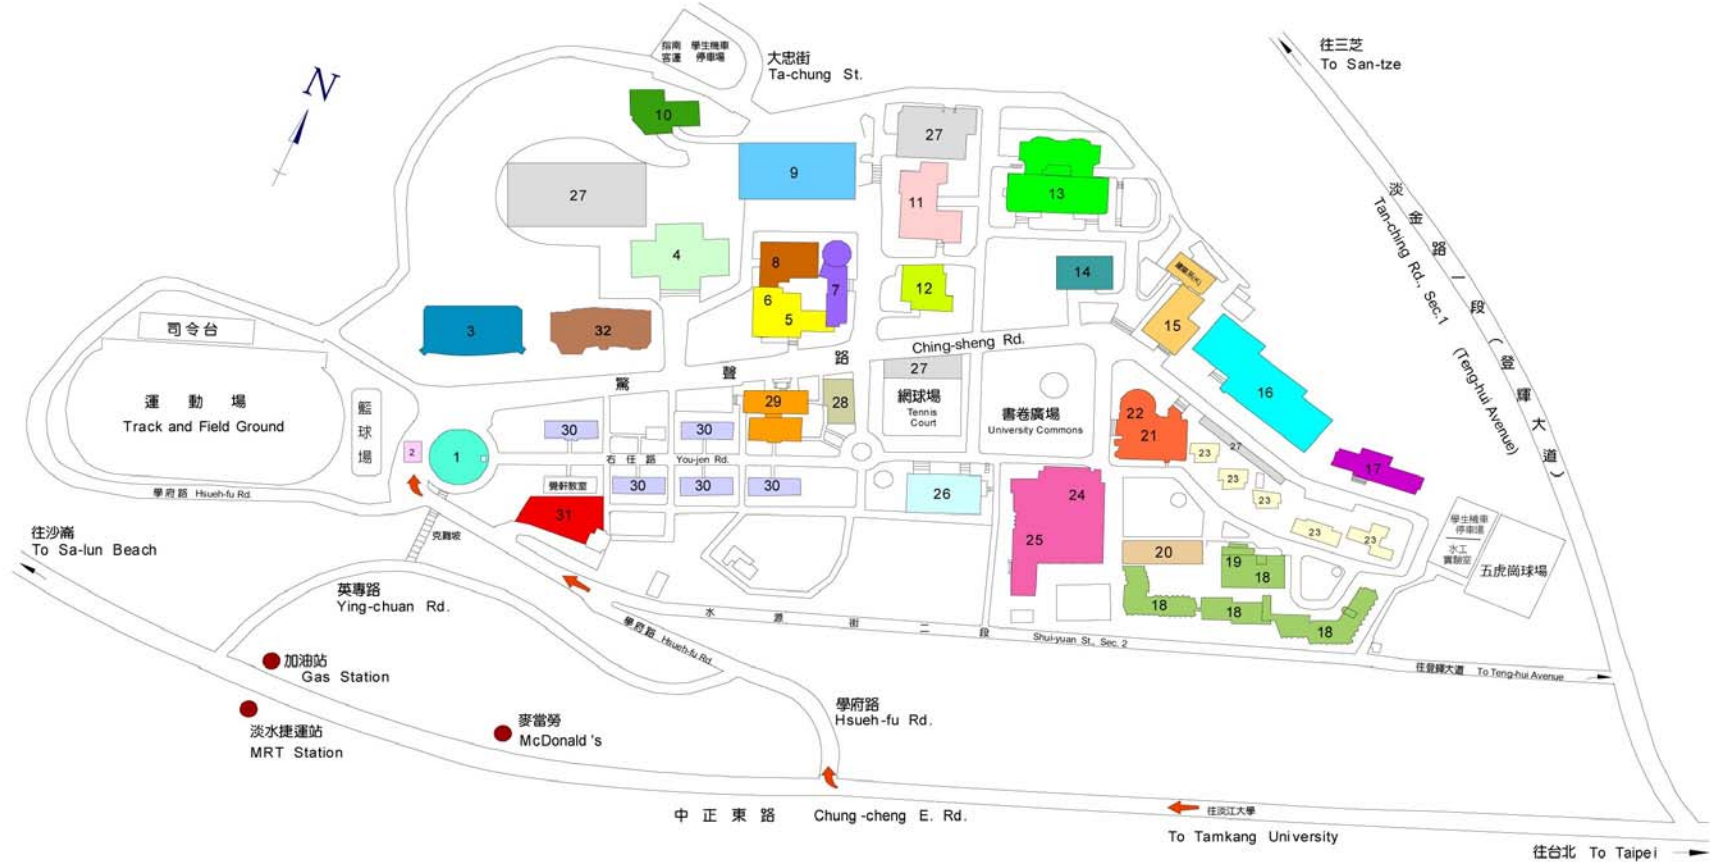 指南 學生機車
客運 停車場
大忠街
Ta-chung St.
往三芝
To San-tze
N
10
27
9
27
11
13
4
8
7
6
5
12
14
建築系(火)
15
淡金路一段(登輝大道)
Tan-ching Rd., Sec.1 (Teng-hui Avenue)
司令台
3
32
驚聲路
Ching-sheng Rd.
16
27
運動場
Track and Field Ground
籃球場
29
28
網球場
Tennis
Court
書卷廣場
University Commons
22
21
27
2
1
30
30
右任路 You-jen Rd.
23
23
23
23
23
17
學府路 Hsueh-fu Rd.
覺軒教室
30
30
30
26
24
25
31
克難坡
20
19
18
18
18
18
學生機車
停車場
水工
實驗室
五虎崗球場
往沙崙
To Sa-lun Beach
英專路
Ying-chuan Rd.
水源街二段 Shui-yuan St., Sec. 2
學府路 Hsueh-fu Rd.
往登輝大道 To Teng-hui Avenue
加油站
Gas Station
淡水捷運站
MRT Station
麥當勞
McDonald's
學府路
Hsueh-fu Rd.
中正東路 Chung-cheng E. Rd.
往淡江大學
To Tamkang University
往台北 To Taipei